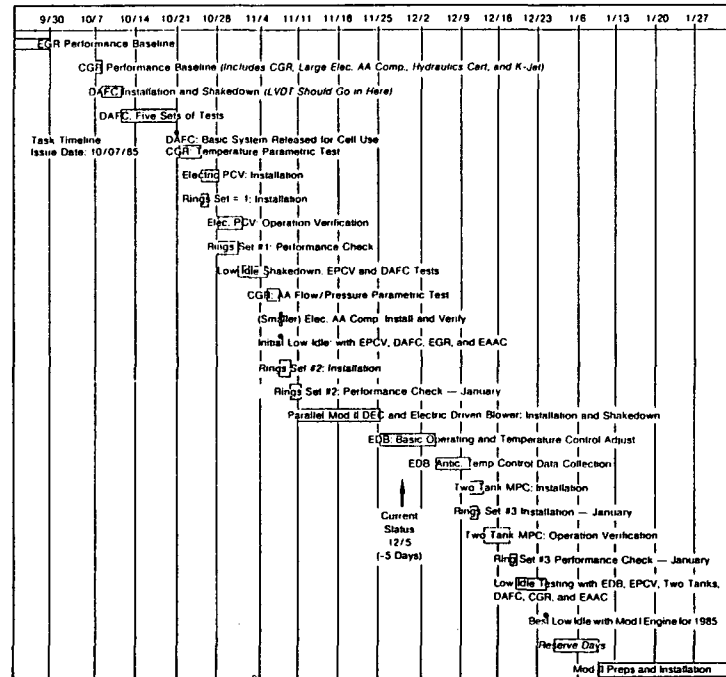 9/30 10/7 10/14 10/21 10/28 11/4 11/11 11/18 11/25 12/2 12/9 12/16 12/23 1/6 1/13 1/20 1/27
EGR Performance Baseline
CGR Performance Baseline (Includes CGR, Large Elec. AA Comp., Hydraulics Cart, and K-Jet)
DAFC Installation and Shakedown (LVDT Should Go in Here)
DAFC: Five Sets of Tests
Task Timeline
Issue Date: 10/07/85
DAFC: Basic System Released for Cell Use
CGR: Temperature Parametric Test
Electric PCV: Installation
Rings Set = 1: Installation
Elec. PCV: Operation Verification
Rings Set #1: Performance Check
Low Idle Shakedown: EPCV and DAFC Tests
CGR: AA Flow/Pressure Parametric Test
(Smaller) Elec. AA Comp. Install and Verify
Initial Low Idle: with EPCV, DAFC, EGR, and EAAC
Rings Set #2: Installation
Rings Set #2: Performance Check — January
Parallel Mod II DEC and Electric Driven Blower: Installation and Shakedown
EDB: Basic Operating and Temperature Control Adjust
EDB Antic. Temp Control Data Collection
Two Tank MPC: Installation
Current
Status
12/5
(-5 Days)
Rings Set #3 Installation — January
Two Tank MPC: Operation Verification
Ring Set #3 Performance Check — January
Low Idle Testing with EDB, EPCV, Two Tanks,
DAFC, CGR, and EAAC
Best Low Idle with Mod I Engine for 1985
Reserve Days
Mod II Preps and Installation